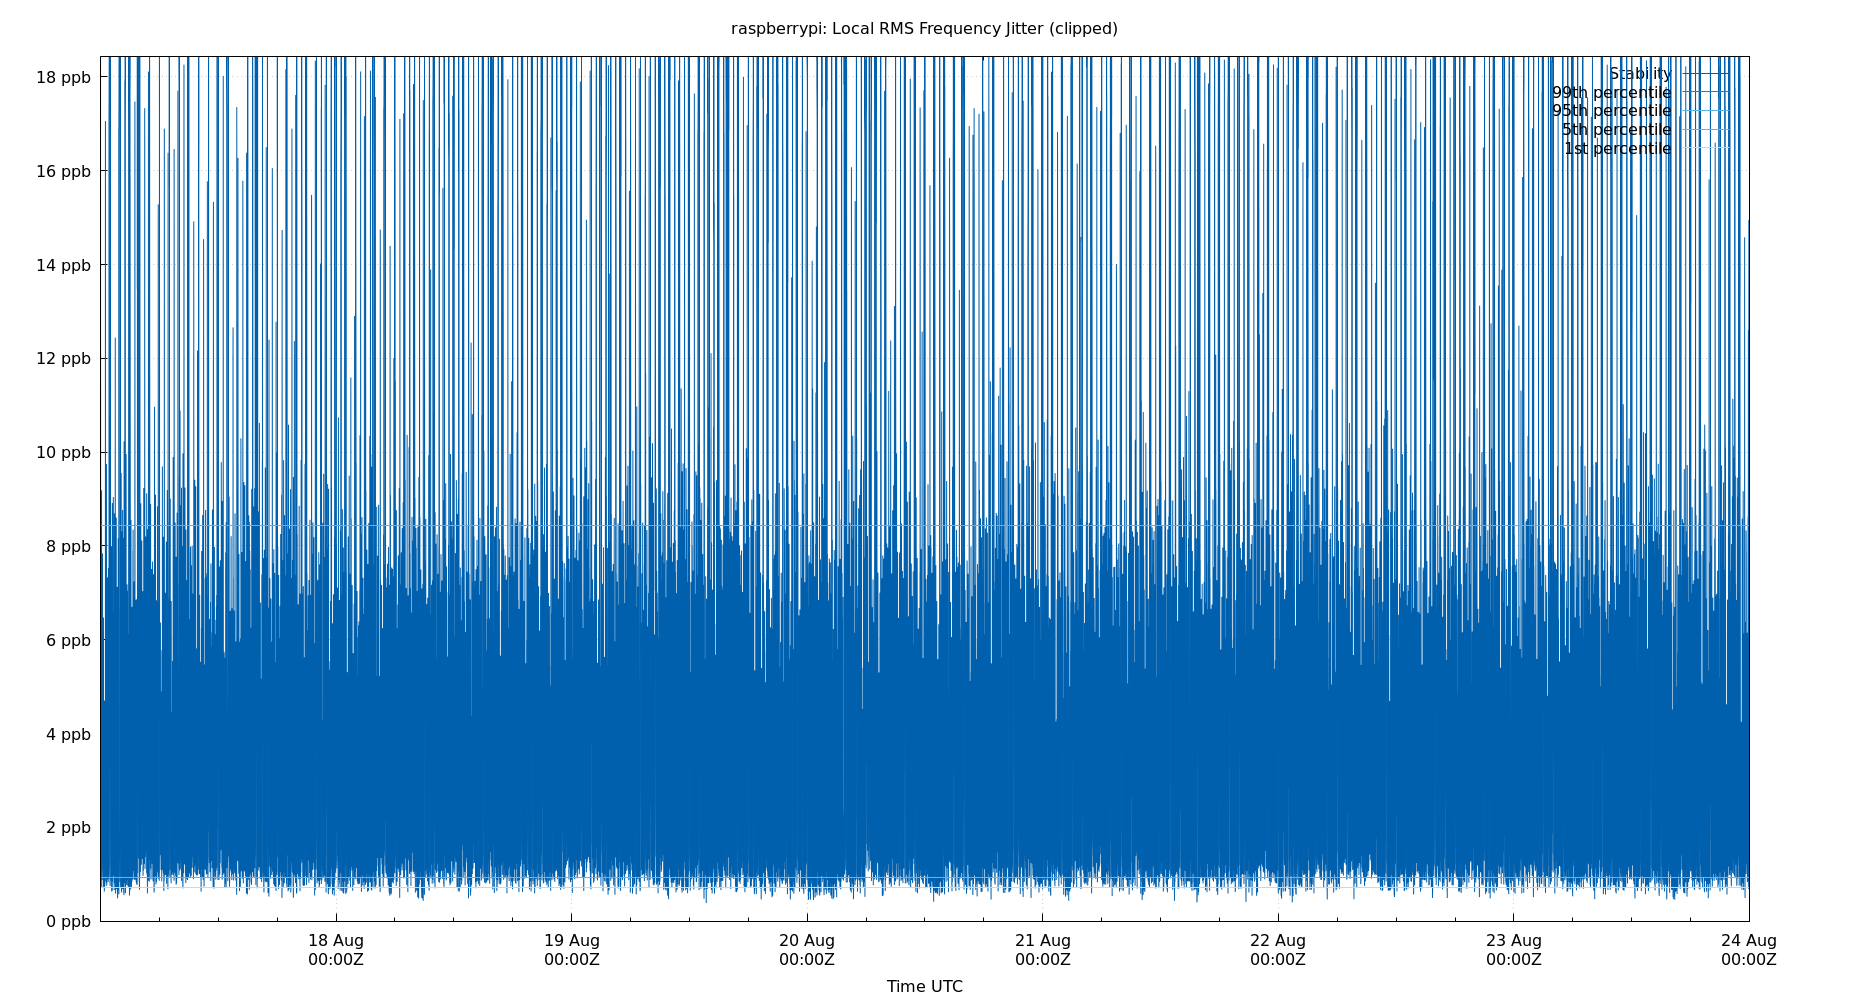 raspberrypi: Local RMS Frequency Jitter (clipped)
18 ppb
16 ppb
14 ppb
12 ppb
10 ppb
8 ppb
6 ppb
4 ppb
2 ppb
0 ppb
Stability
99th percentile
95th percentile
5th percentile
1st percentile
18 Aug 19 Aug 20 Aug 21 Aug 22 Aug 23 Aug 24 Aug
00:00Z 00:00Z 00:00Z 00:00Z 00:00Z 00:00Z 00:00Z
Time UTC